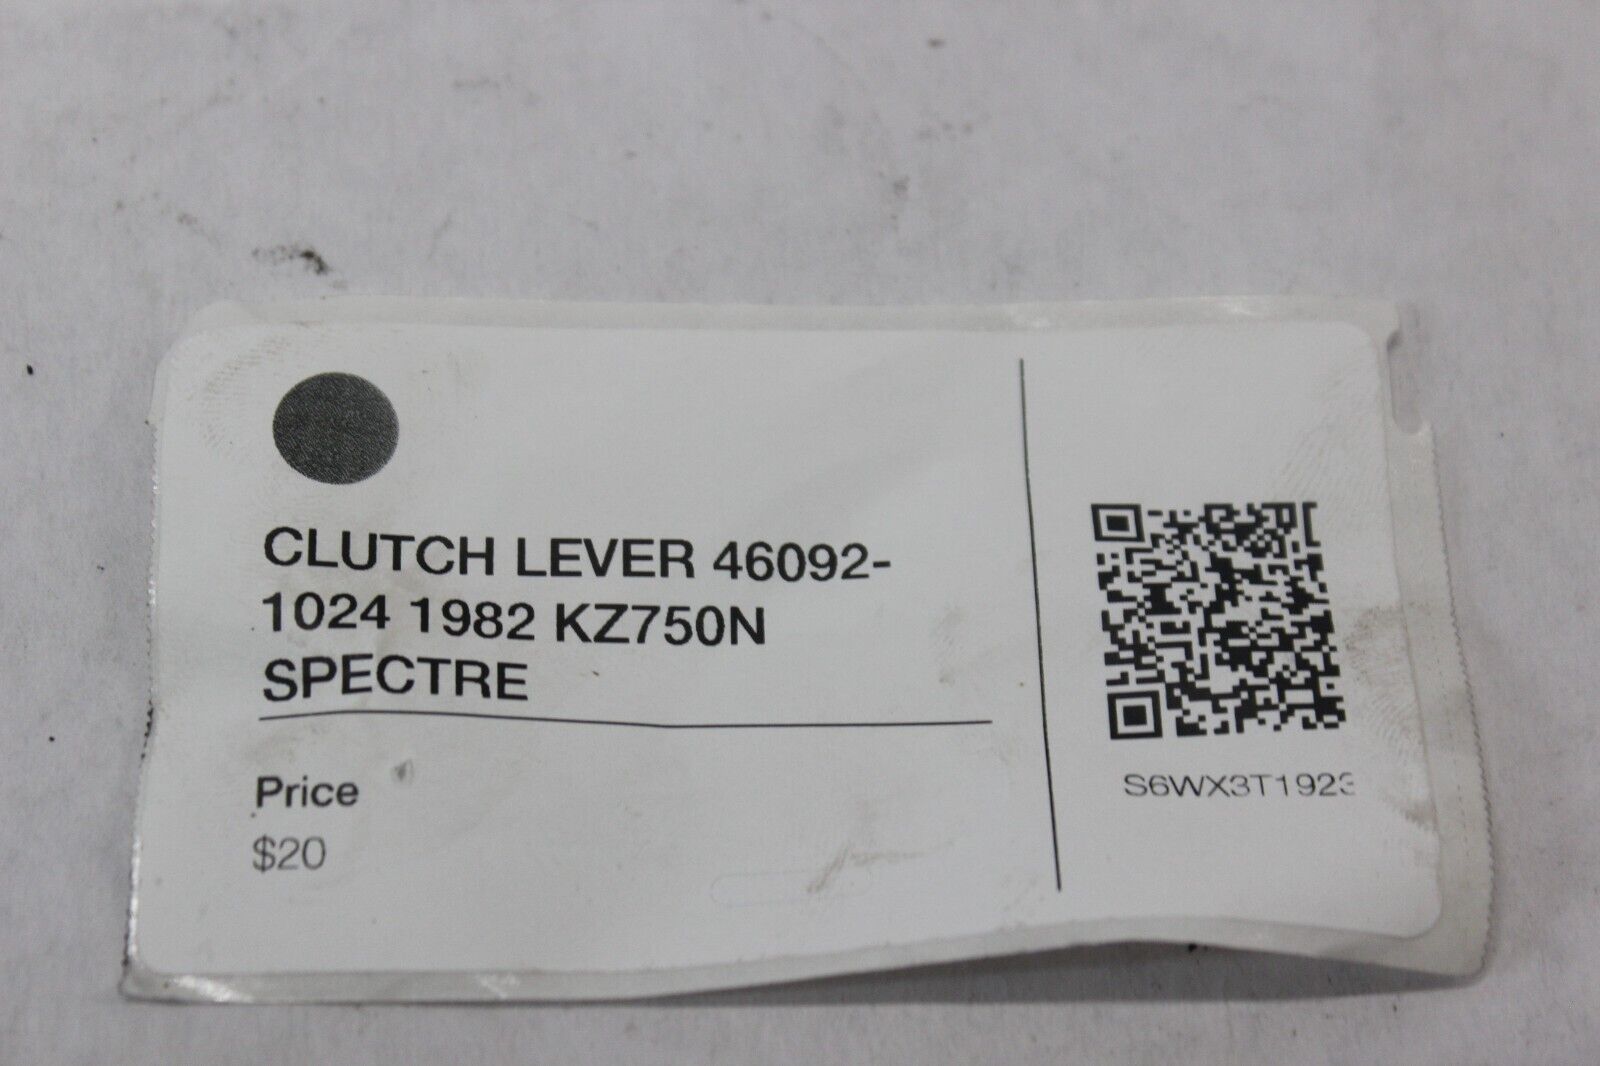 CLUTCH LEVER 46092-
1024 1982 KZ750N
SPECTRE
Price
$20
S6WX3T1923